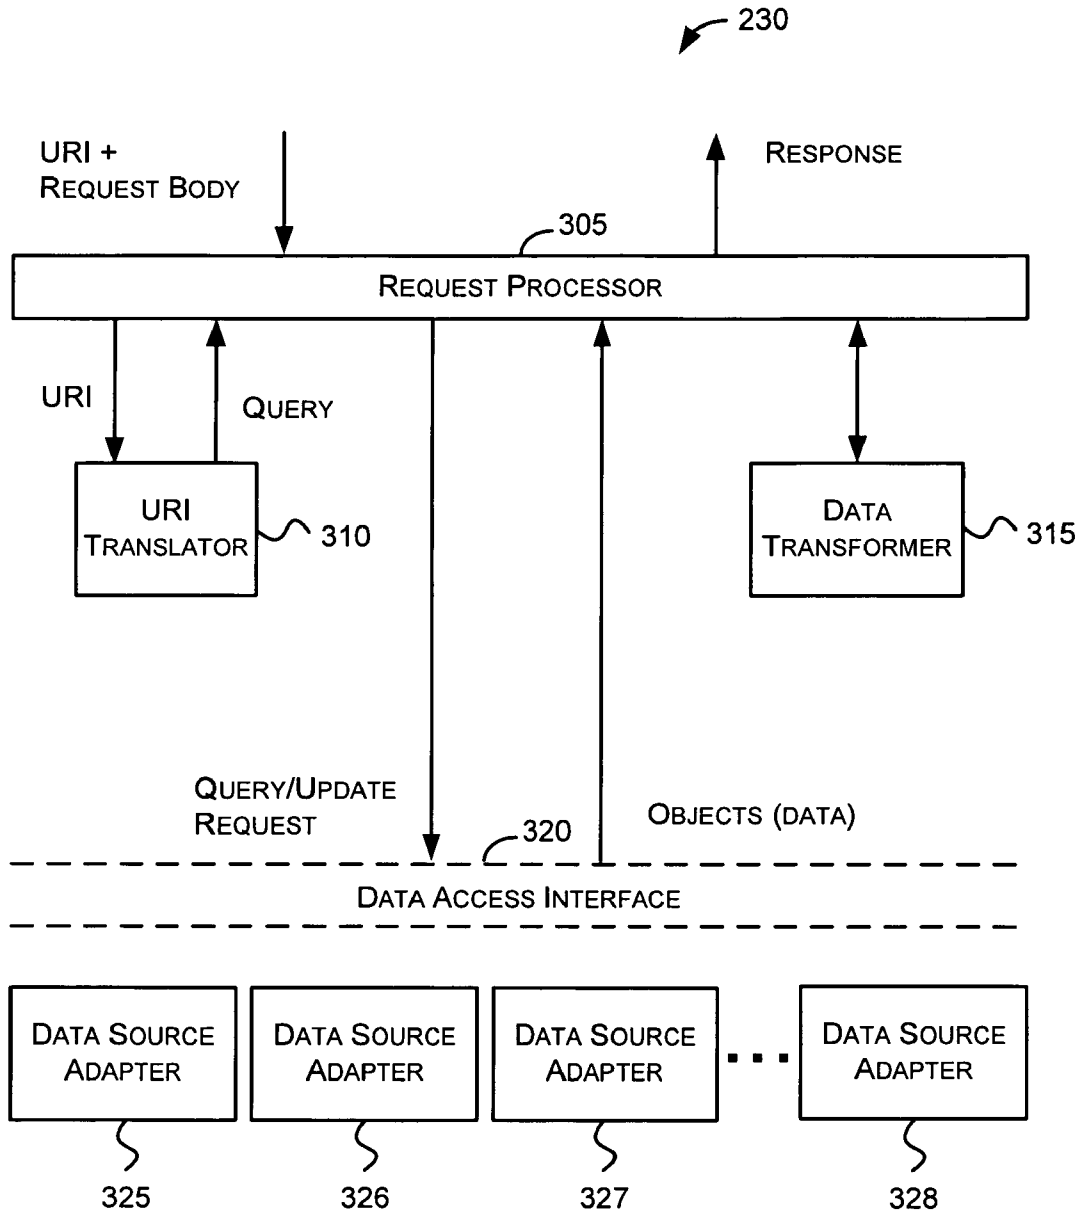 230
URI +
REQUEST BODY
RESPONSE
305
REQUEST PROCESSOR
URI
QUERY
URI
TRANSLATOR
310
DATA
TRANSFORMER
315
QUERY/UPDATE
REQUEST
320
OBJECTS (DATA)
DATA ACCESS INTERFACE
DATA SOURCE
ADAPTER
DATA SOURCE
ADAPTER
DATA SOURCE
ADAPTER
DATA SOURCE
ADAPTER
325
326
327
328